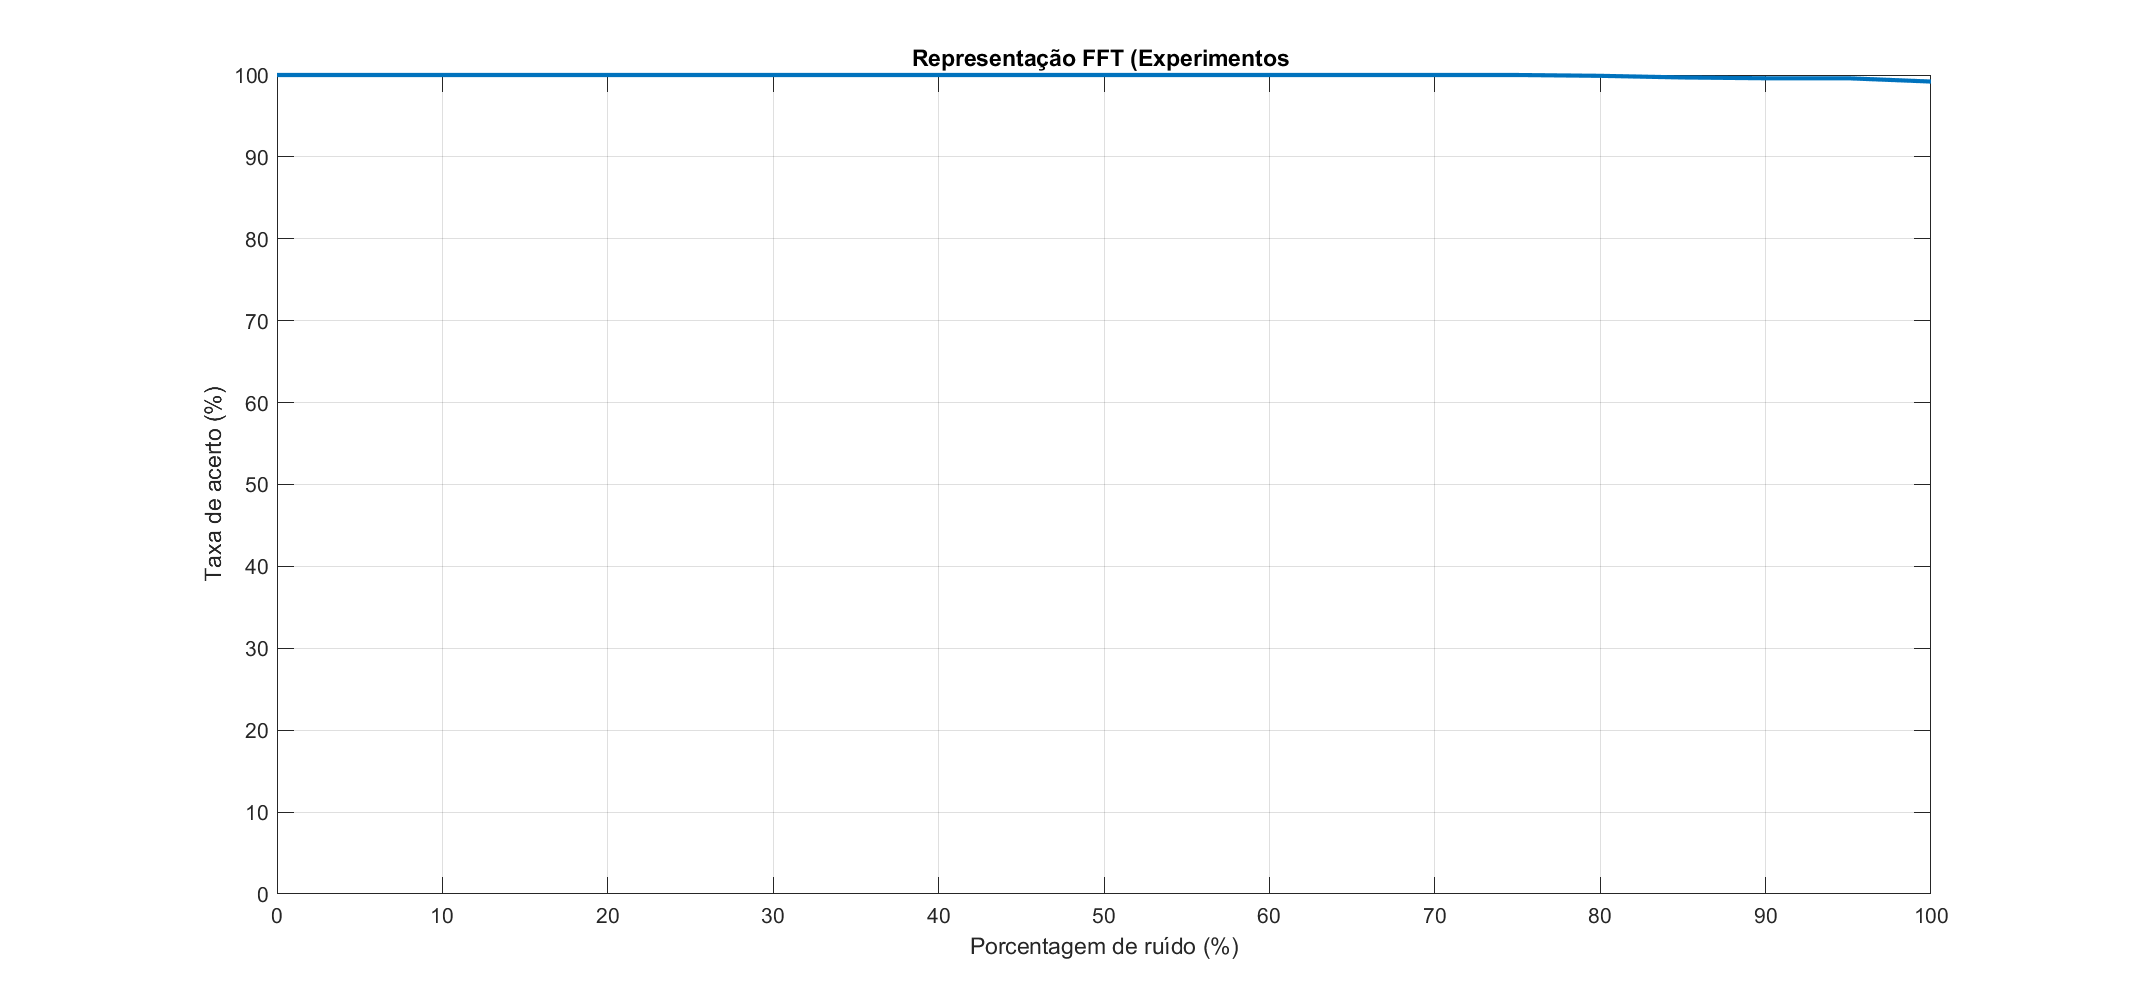 Representação FFT (Experimentos
100
90
80
70
60
50
40
30
20
10
0
Taxa de acerto (%)
0 10 20 30 40 50 60 70 80 90 100
Porcentagem de ruído (%)